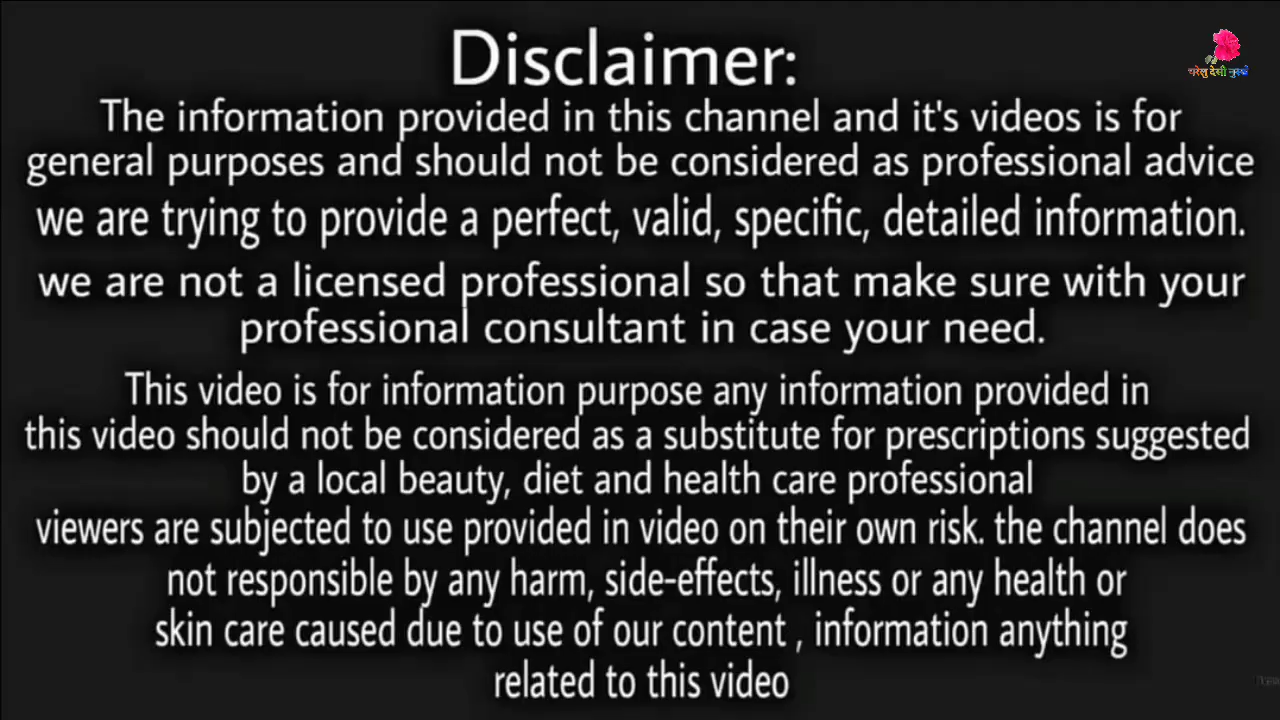 Disclaimer:
घरेलु देसी नुस्खे
The information provided in this channel and it's videos is for
general purposes and should not be considered as professional advice
we are trying to provide a perfect, valid, specific, detailed information.
we are not a licensed professional so that make sure with your
professional consultant in case your need.
This video is for information purpose any information provided in
this video should not be considered as a substitute for prescriptions suggested
by a local beauty, diet and health care professional
viewers are subjected to use provided in video on their own risk. the channel does
not responsible by any harm, side-effects, illness or any health or
skin care caused due to use of our content , information anything
related to this video